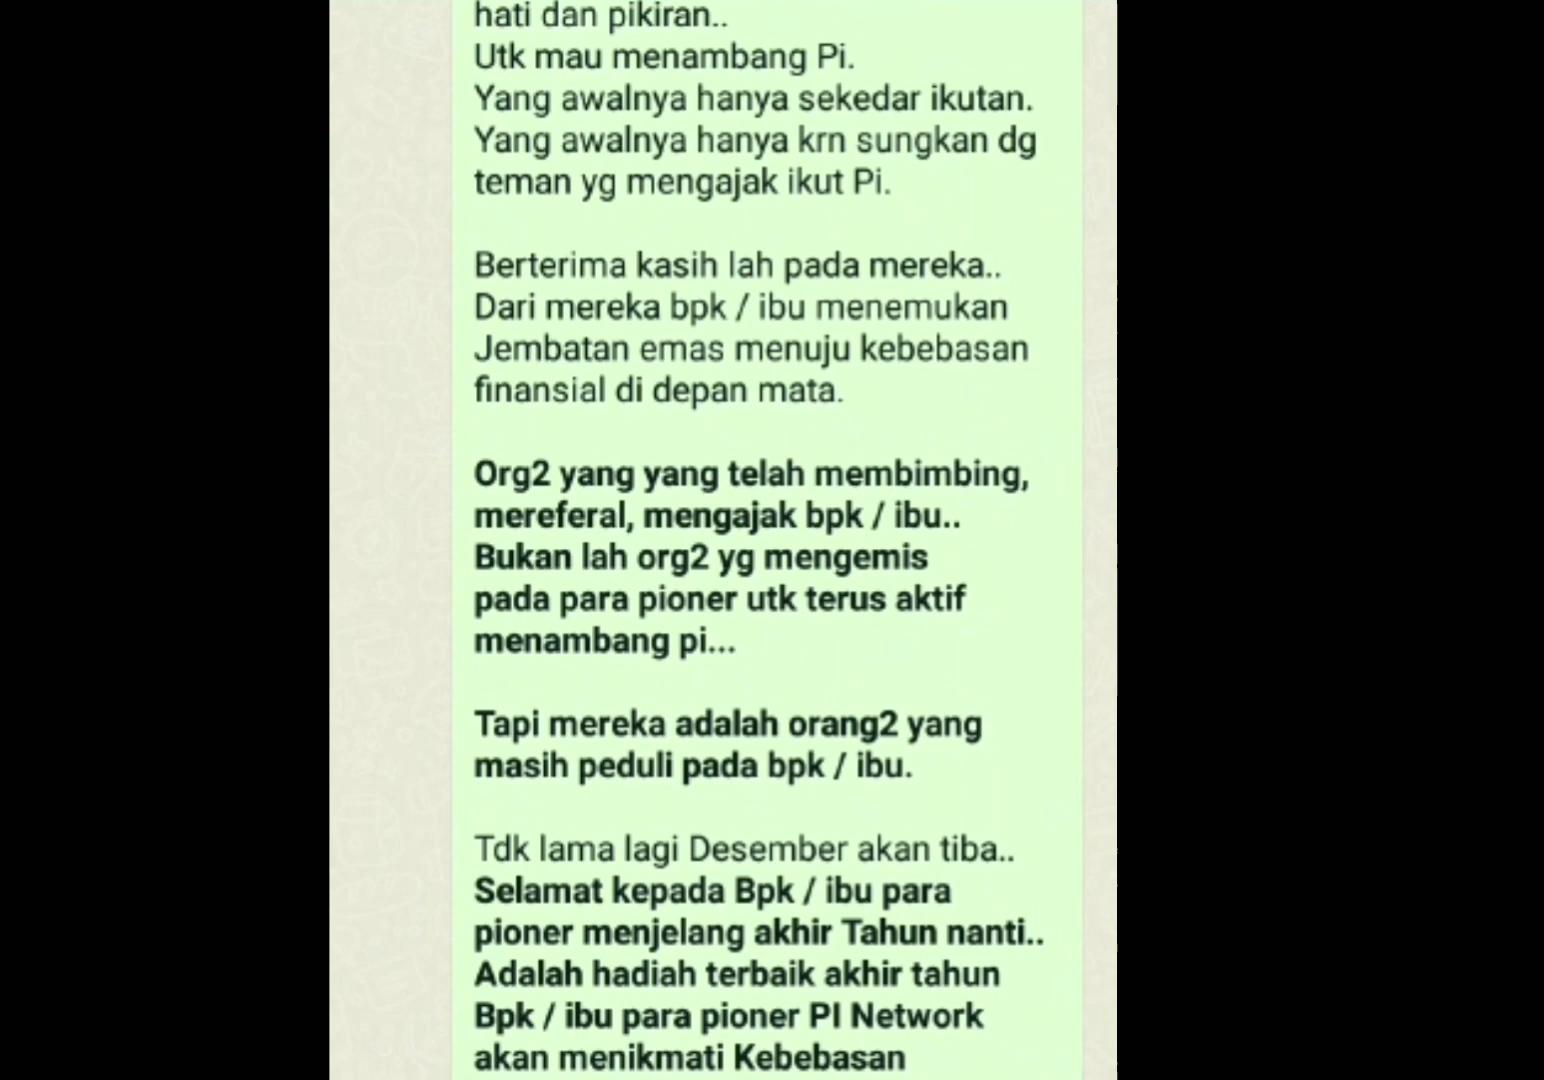 hati dan pikiran..
Utk mau menambang Pi.
Yang awalnya hanya sekedar ikutan.
Yang awalnya hanya krn sungkan dg
teman yg mengajak ikut Pi.
Berterima kasih lah pada mereka..
Dari mereka bpk / ibu menemukan
Jembatan emas menuju kebebasan
finansial di depan mata.
Org2 yang yang telah membimbing,
mereferal, mengajak bpk / ibu..
Bukan lah org2 yg mengemis
pada para pioner utk terus aktif
menambang pi...
Tapi mereka adalah orang2 yang
masih peduli pada bpk / ibu.
Tdk lama lagi Desember akan tiba..
Selamat kepada Bpk / ibu para
pioner menjelang akhir Tahun nanti..
Adalah hadiah terbaik akhir tahun
Bpk / ibu para pioner PI Network
akan menikmati Kebebasan